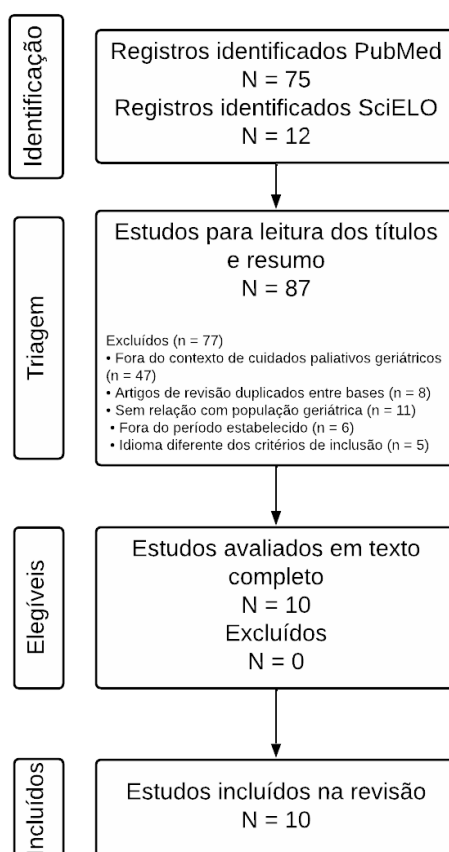 Identificação
Registros identificados PubMed
N = 75
Registros identificados SciELO
N = 12
Triagem
Estudos para leitura dos títulos
e resumo
N = 87
Excluídos (n = 77)
• Fora do contexto de cuidados paliativos geriátricos
(n = 47)
• Artigos de revisão duplicados entre bases (n = 8)
• Sem relação com população geriátrica (n = 11)
• Fora do período estabelecido (n = 6)
• Idioma diferente dos critérios de inclusão (n = 5)
Elegíveis
Estudos avaliados em texto
completo
N = 10
Excluídos
N = 0
Incluídos
Estudos incluídos na revisão
N = 10